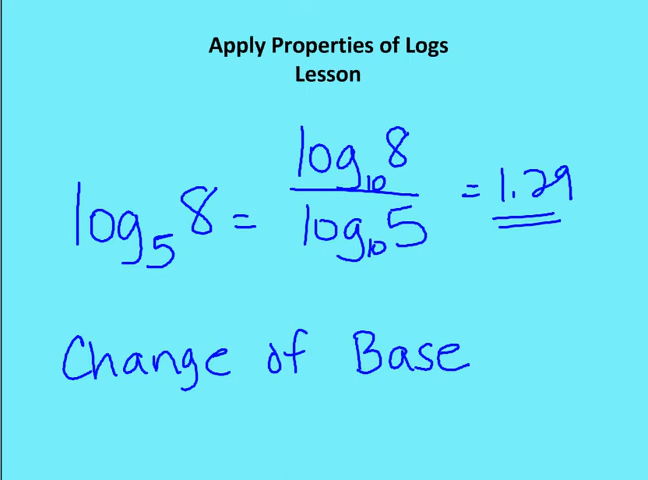 Apply Properties of Logs
Lesson
log₅ 8 = log₁₀ 8 / log₁₀ 5 = 1.29
Change of Base